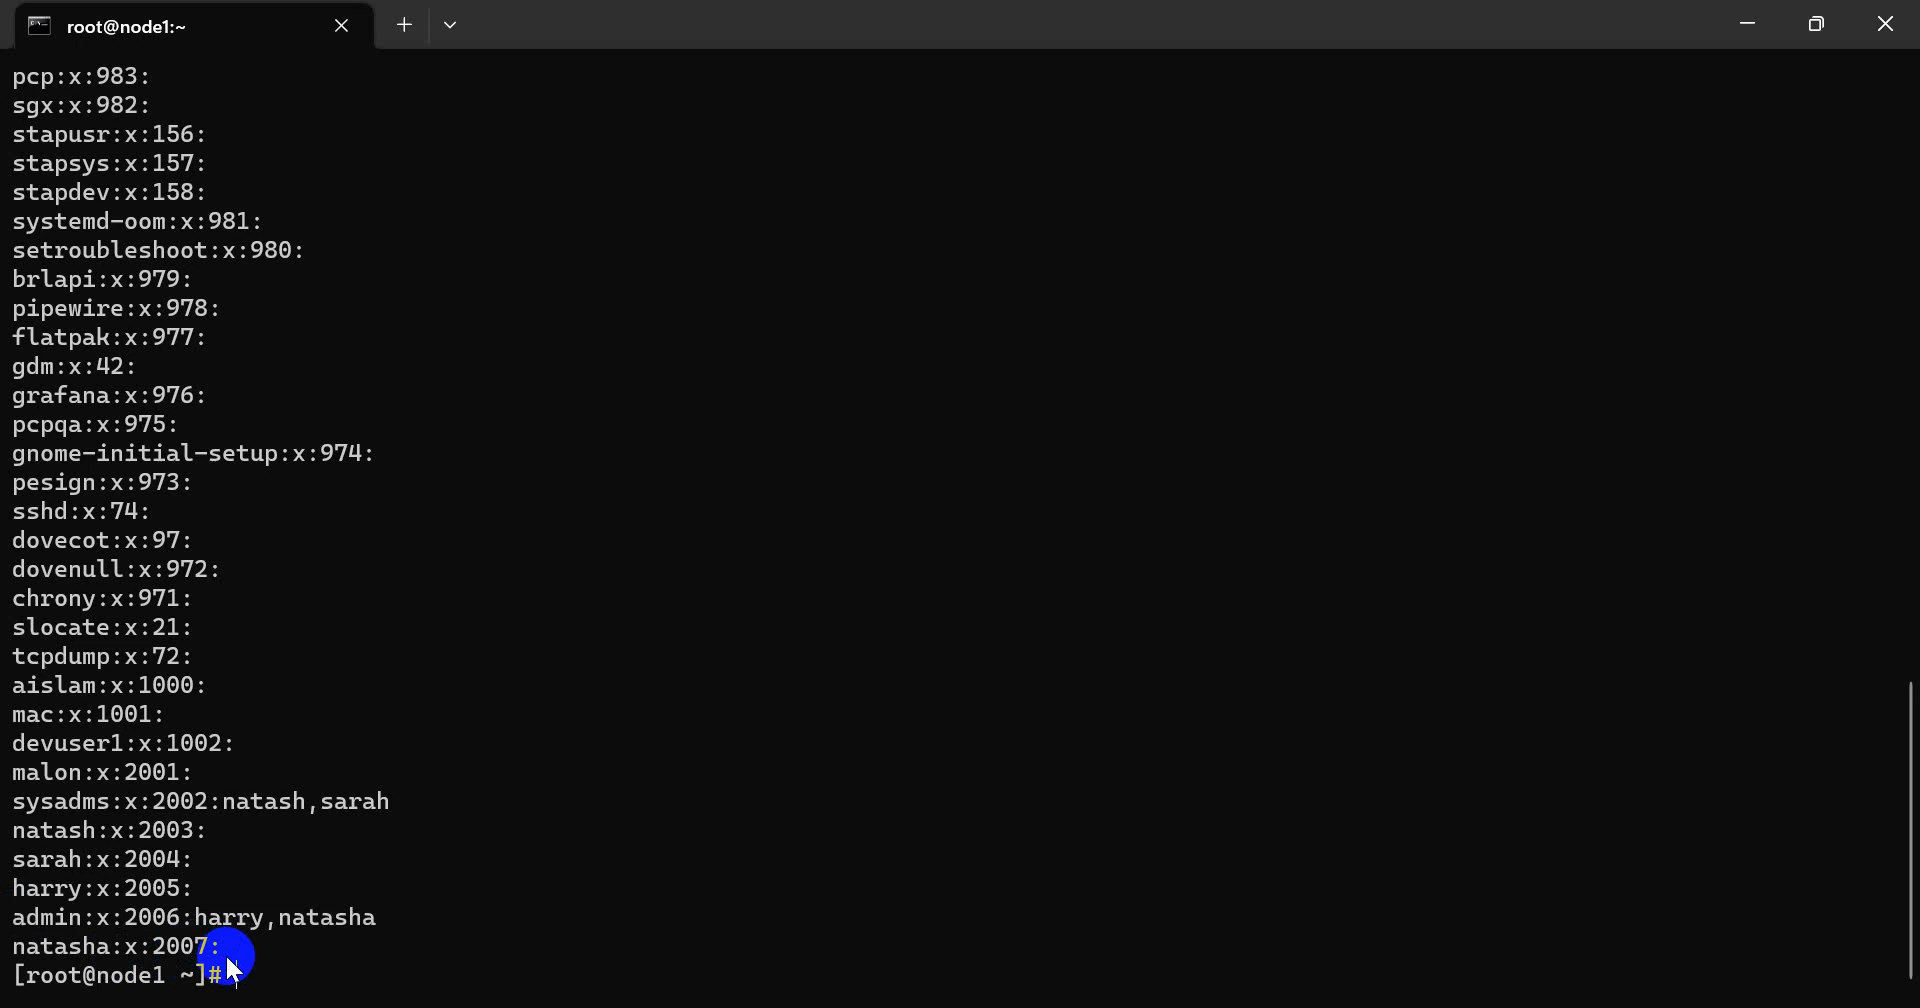 root@node1:~
pcp:x:983:
sgx:x:982:
stapusr:x:156:
stapsys:x:157:
stapdev:x:158:
systemd-oom:x:981:
setroubleshoot:x:980:
brlapi:x:979:
pipewire:x:978:
flatpak:x:977:
gdm:x:42:
grafana:x:976:
pcpqa:x:975:
gnome-initial-setup:x:974:
pesign:x:973:
sshd:x:74:
dovecot:x:97:
dovenull:x:972:
chrony:x:971:
slocate:x:21:
tcpdump:x:72:
aislam:x:1000:
mac:x:1001:
devuser1:x:1002:
malon:x:2001:
sysadms:x:2002:natash,sarah
natash:x:2003:
sarah:x:2004:
harry:x:2005:
admin:x:2006:harry,natasha
natasha:x:2007:
[root@node1 ~]#